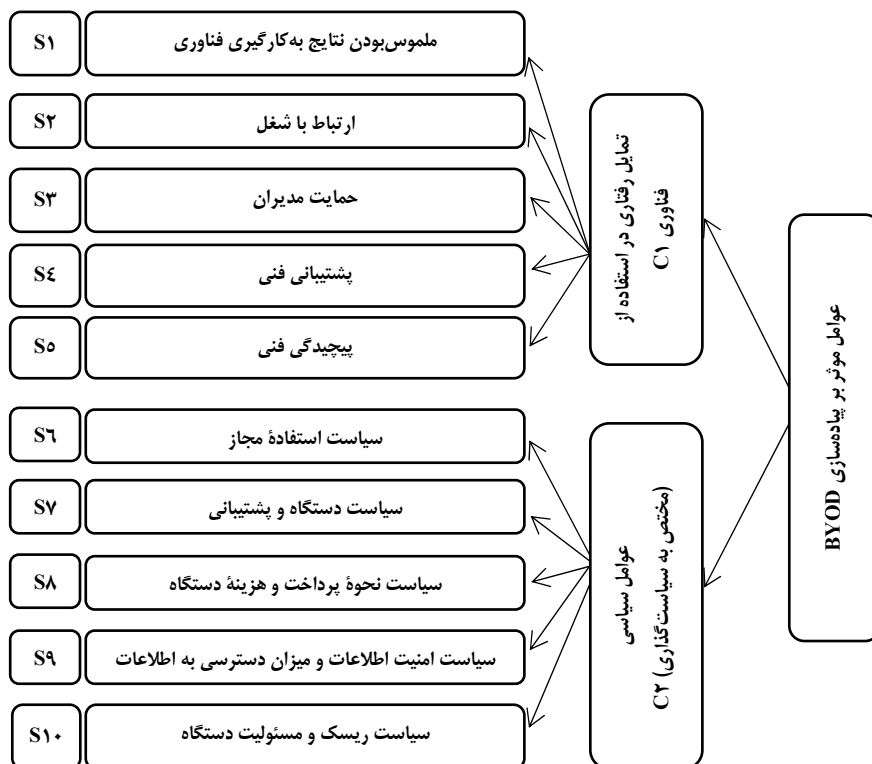 عوامل موثر بر پیاده‌سازی BYOD
تمایل رفتاری در استفاده از
فناوری C۱
ملموس‌بودن نتایج به‌کارگیری فناوری
S۱
ارتباط با شغل
S۲
حمایت مدیران
S۳
پشتیبانی فنی
S٤
پیچیدگی فنی
S٥
عوامل سیاسی
(مختص به سیاست‌گذاری) C۲
سیاست استفادهٔ مجاز
S٦
سیاست دستگاه و پشتیبانی
S۷
سیاست نحوهٔ پرداخت و هزینهٔ دستگاه
S۸
سیاست امنیت اطلاعات و میزان دسترسی به اطلاعات
S۹
سیاست ریسک و مسئولیت دستگاه
S۱۰